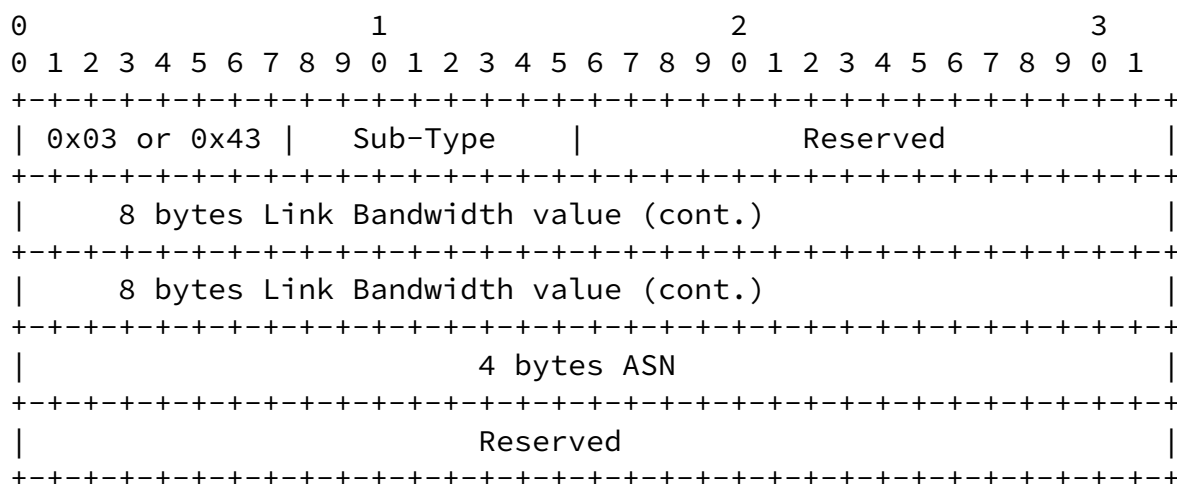 0                   1                   2                   3
0 1 2 3 4 5 6 7 8 9 0 1 2 3 4 5 6 7 8 9 0 1 2 3 4 5 6 7 8 9 0 1
+-+-+-+-+-+-+-+-+-+-+-+-+-+-+-+-+-+-+-+-+-+-+-+-+-+-+-+-+-+-+-+-+
| 0x03 or 0x43 |   Sub-Type    |            Reserved            |
+-+-+-+-+-+-+-+-+-+-+-+-+-+-+-+-+-+-+-+-+-+-+-+-+-+-+-+-+-+-+-+-+
|     8 bytes Link Bandwidth value (cont.)                      |
+-+-+-+-+-+-+-+-+-+-+-+-+-+-+-+-+-+-+-+-+-+-+-+-+-+-+-+-+-+-+-+-+
|     8 bytes Link Bandwidth value (cont.)                      |
+-+-+-+-+-+-+-+-+-+-+-+-+-+-+-+-+-+-+-+-+-+-+-+-+-+-+-+-+-+-+-+-+
|                         4 bytes ASN                           |
+-+-+-+-+-+-+-+-+-+-+-+-+-+-+-+-+-+-+-+-+-+-+-+-+-+-+-+-+-+-+-+-+
|                         Reserved                              |
+-+-+-+-+-+-+-+-+-+-+-+-+-+-+-+-+-+-+-+-+-+-+-+-+-+-+-+-+-+-+-+-+